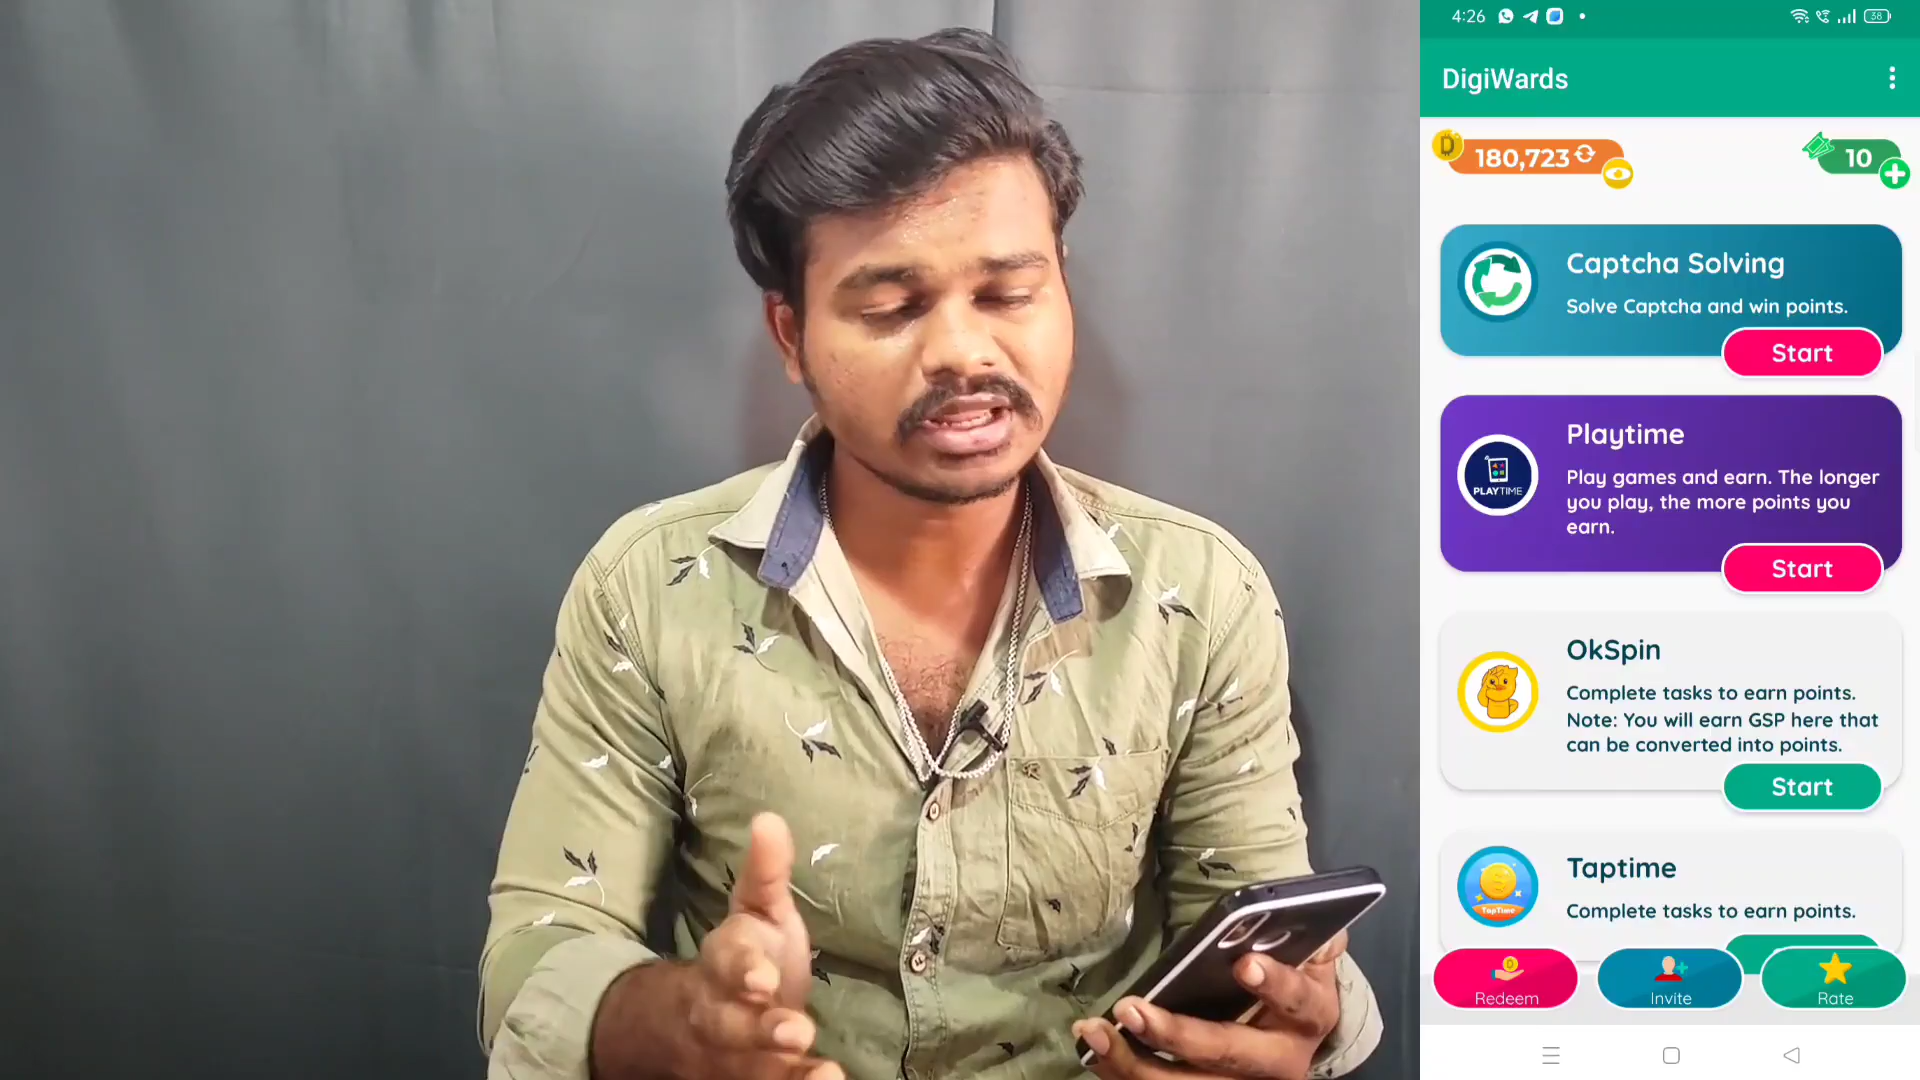 4:26
38
DigiWards
180,723
10
Captcha Solving
Solve Captcha and win points.
Start
Playtime
PLAYTIME
Play games and earn. The longer
you play, the more points you
earn.
Start
OkSpin
Complete tasks to earn points.
Note: You will earn GSP here that
can be converted into points.
Start
Taptime
TapTime
Complete tasks to earn points.
Redeem
Invite
Rate